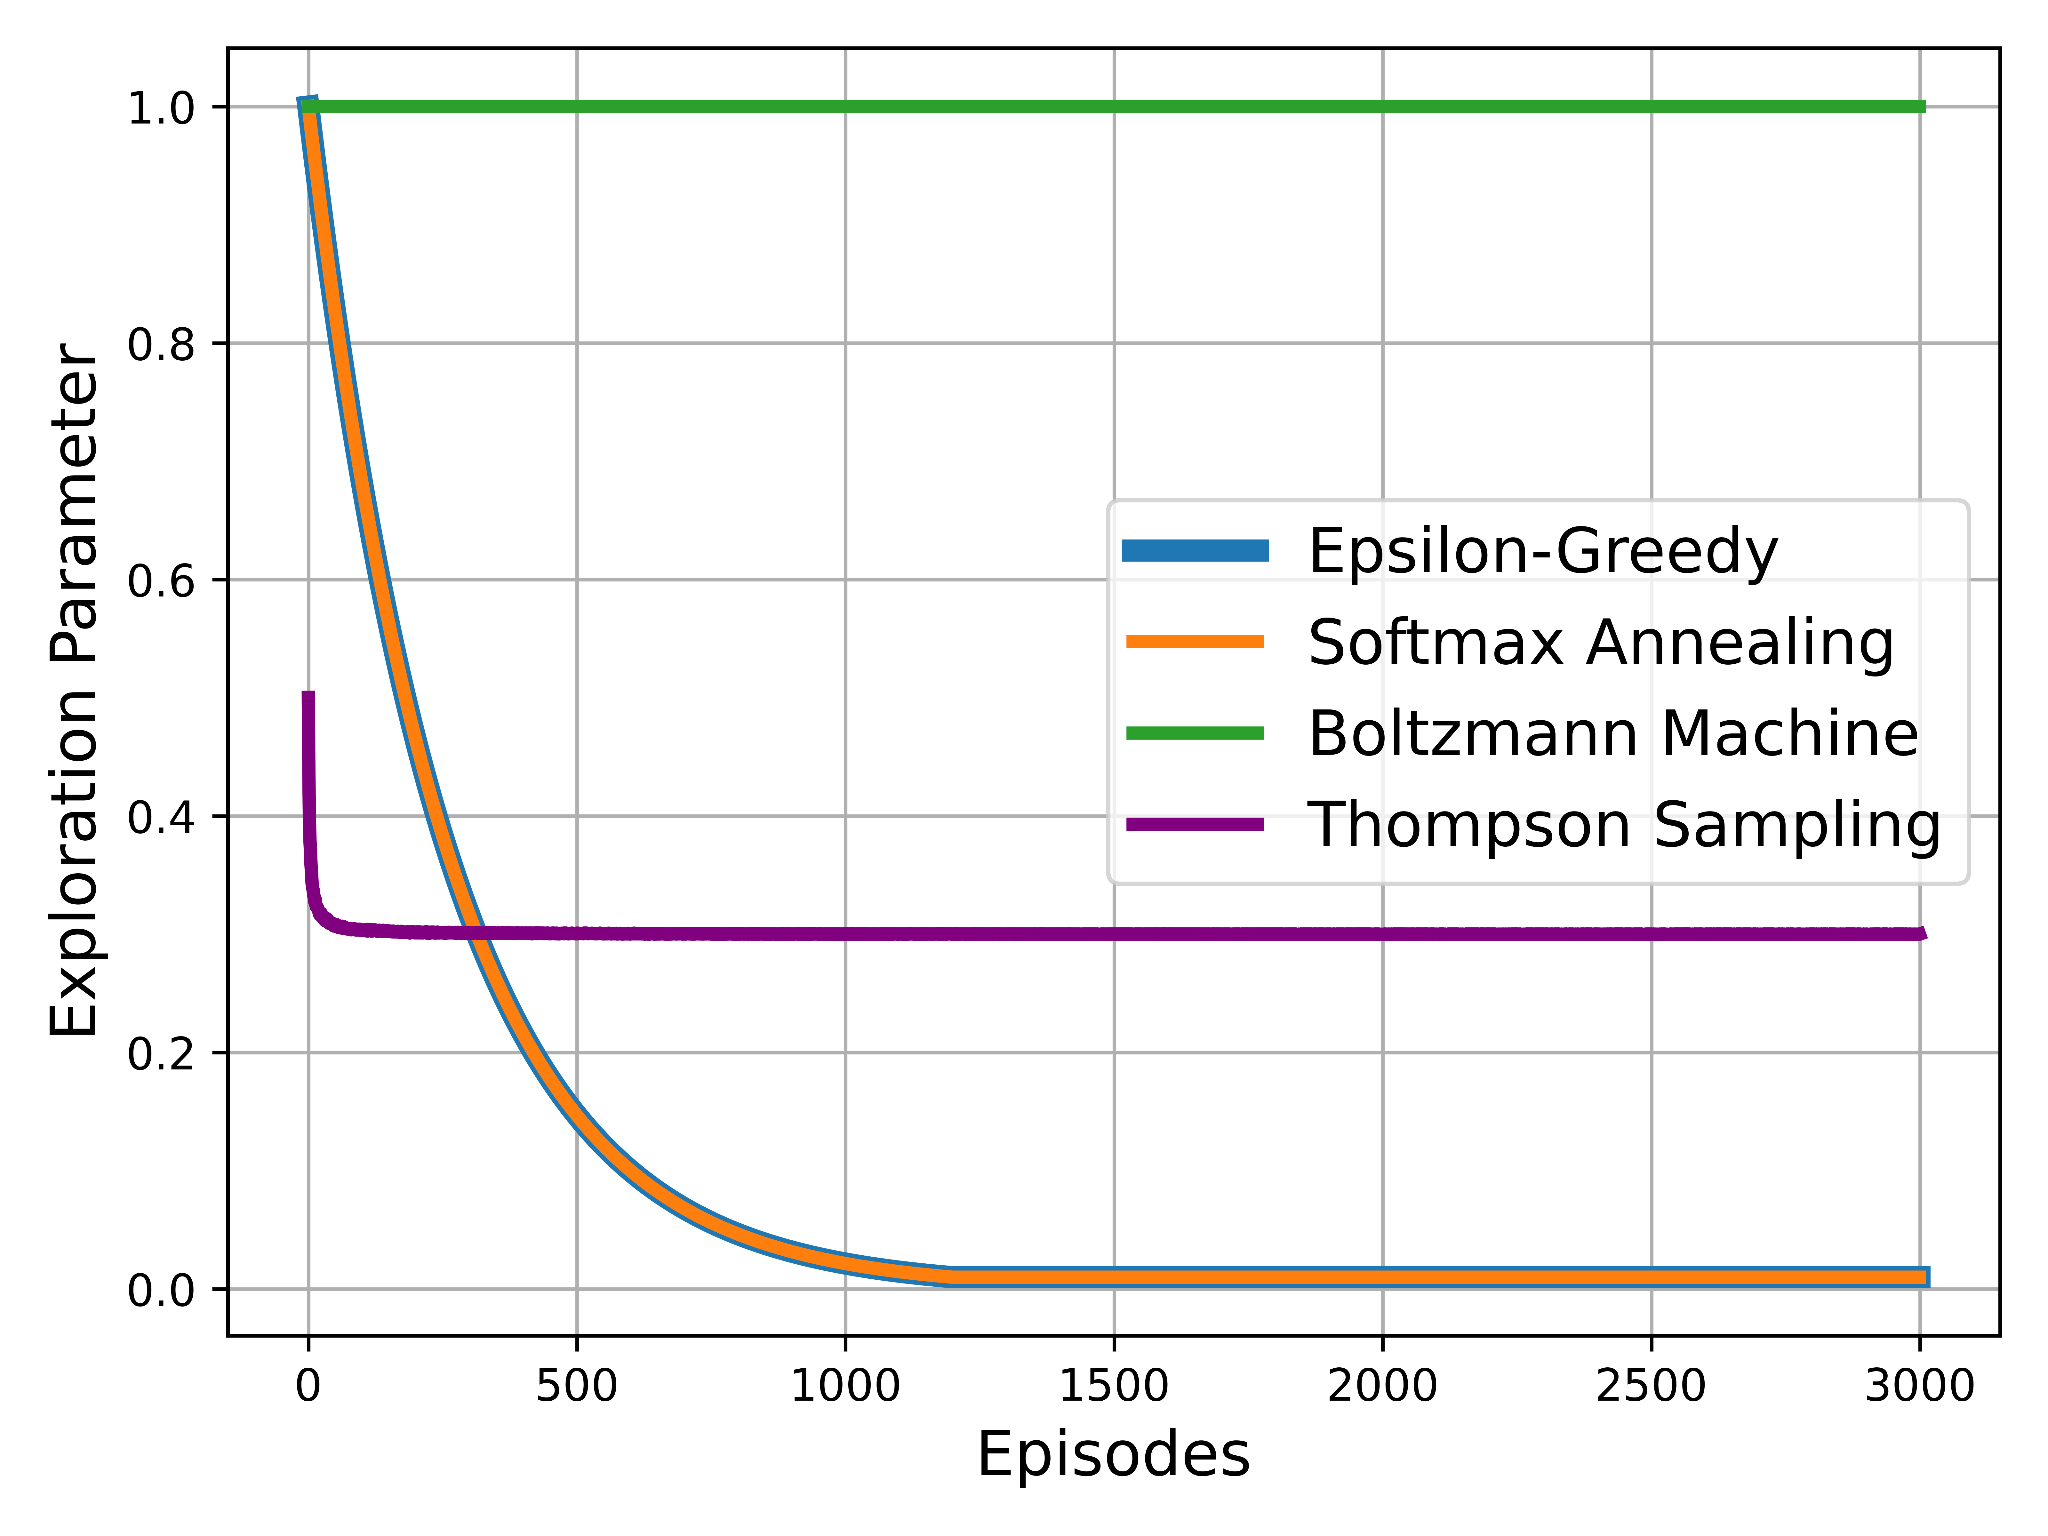 1.0
0.8
0.6
0.4
0.2
0.0
Exploration Parameter
Epsilon-Greedy
Softmax Annealing
Boltzmann Machine
Thompson Sampling
0 500 1000 1500 2000 2500 3000
Episodes